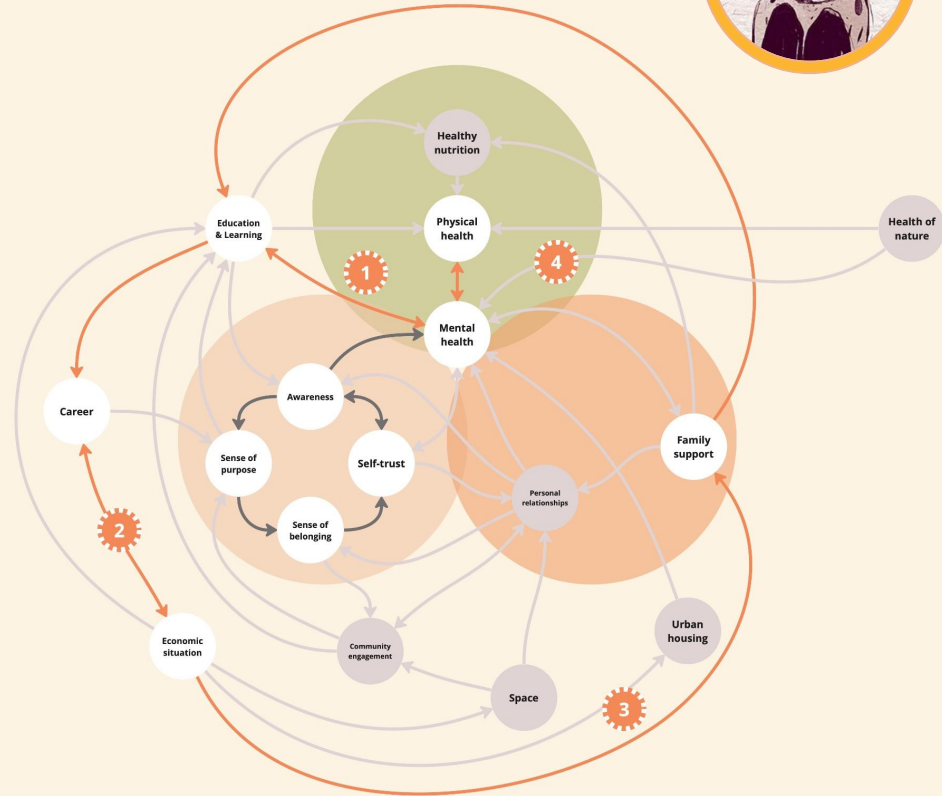 Healthy
nutrition
Education
& Learning
Physical
health
Health of
nature
1
4
Mental
health
Awareness
Career
Sense of
purpose
Self-trust
Family
support
Personal
relationships
2
Sense of
belonging
Economic
situation
Community
engagement
Urban
housing
Space
3